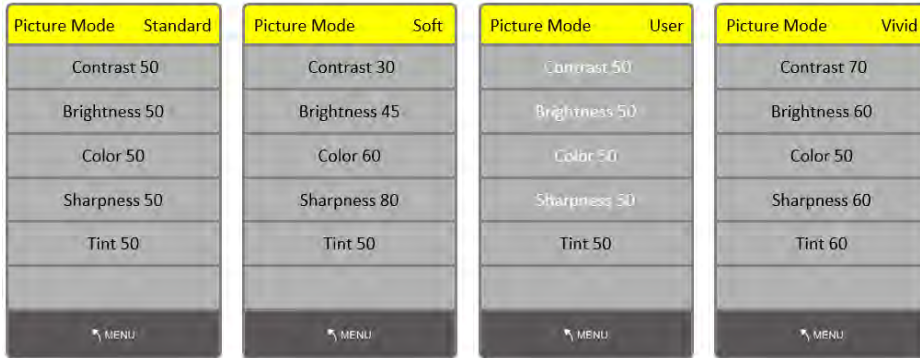 Picture Mode Standard
Contrast 50
Brightness 50
Color 50
Sharpness 50
Tint 50
MENU
Picture Mode Soft
Contrast 30
Brightness 45
Color 60
Sharpness 80
Tint 50
MENU
Picture Mode User
Contrast 50
Brightness 50
Color 50
Sharpness 50
Tint 50
MENU
Picture Mode Vivid
Contrast 70
Brightness 60
Color 50
Sharpness 60
Tint 60
MENU